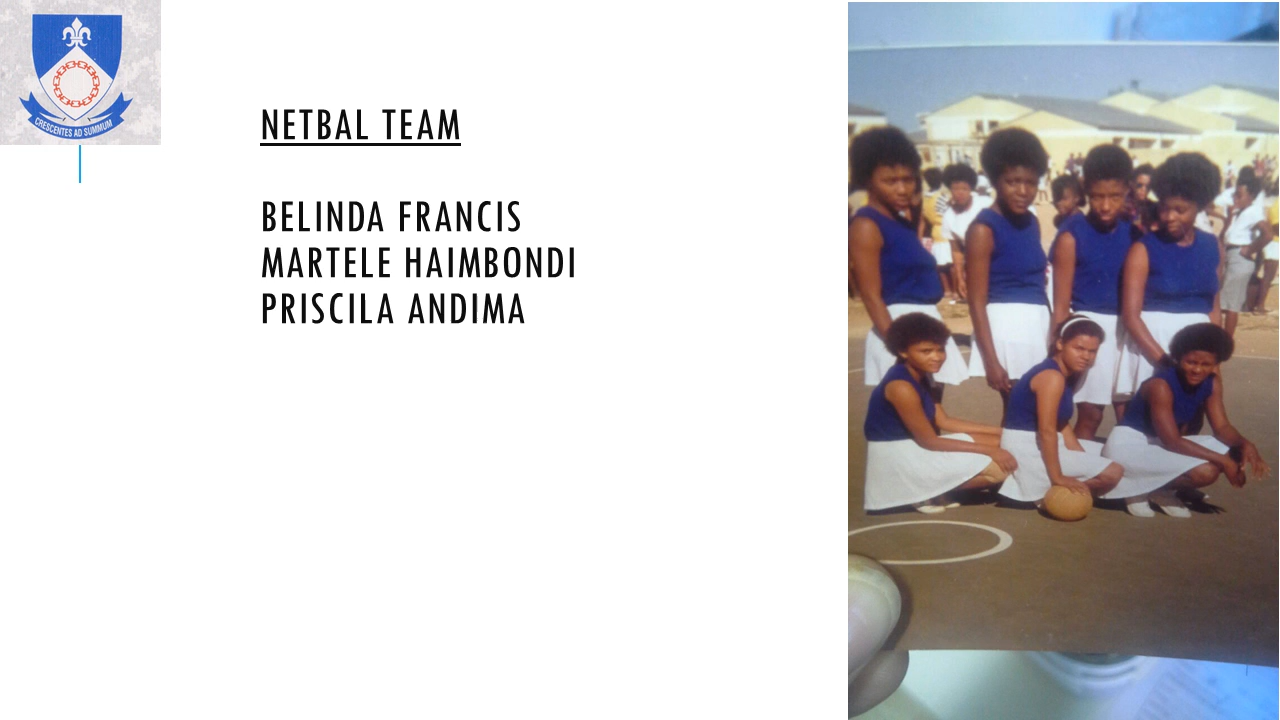 CRESCENTES AD SUMMUM
NETBAL TEAM
BELINDA FRANCIS
MARTELE HAIMBONDI
PRISCILA ANDIMA